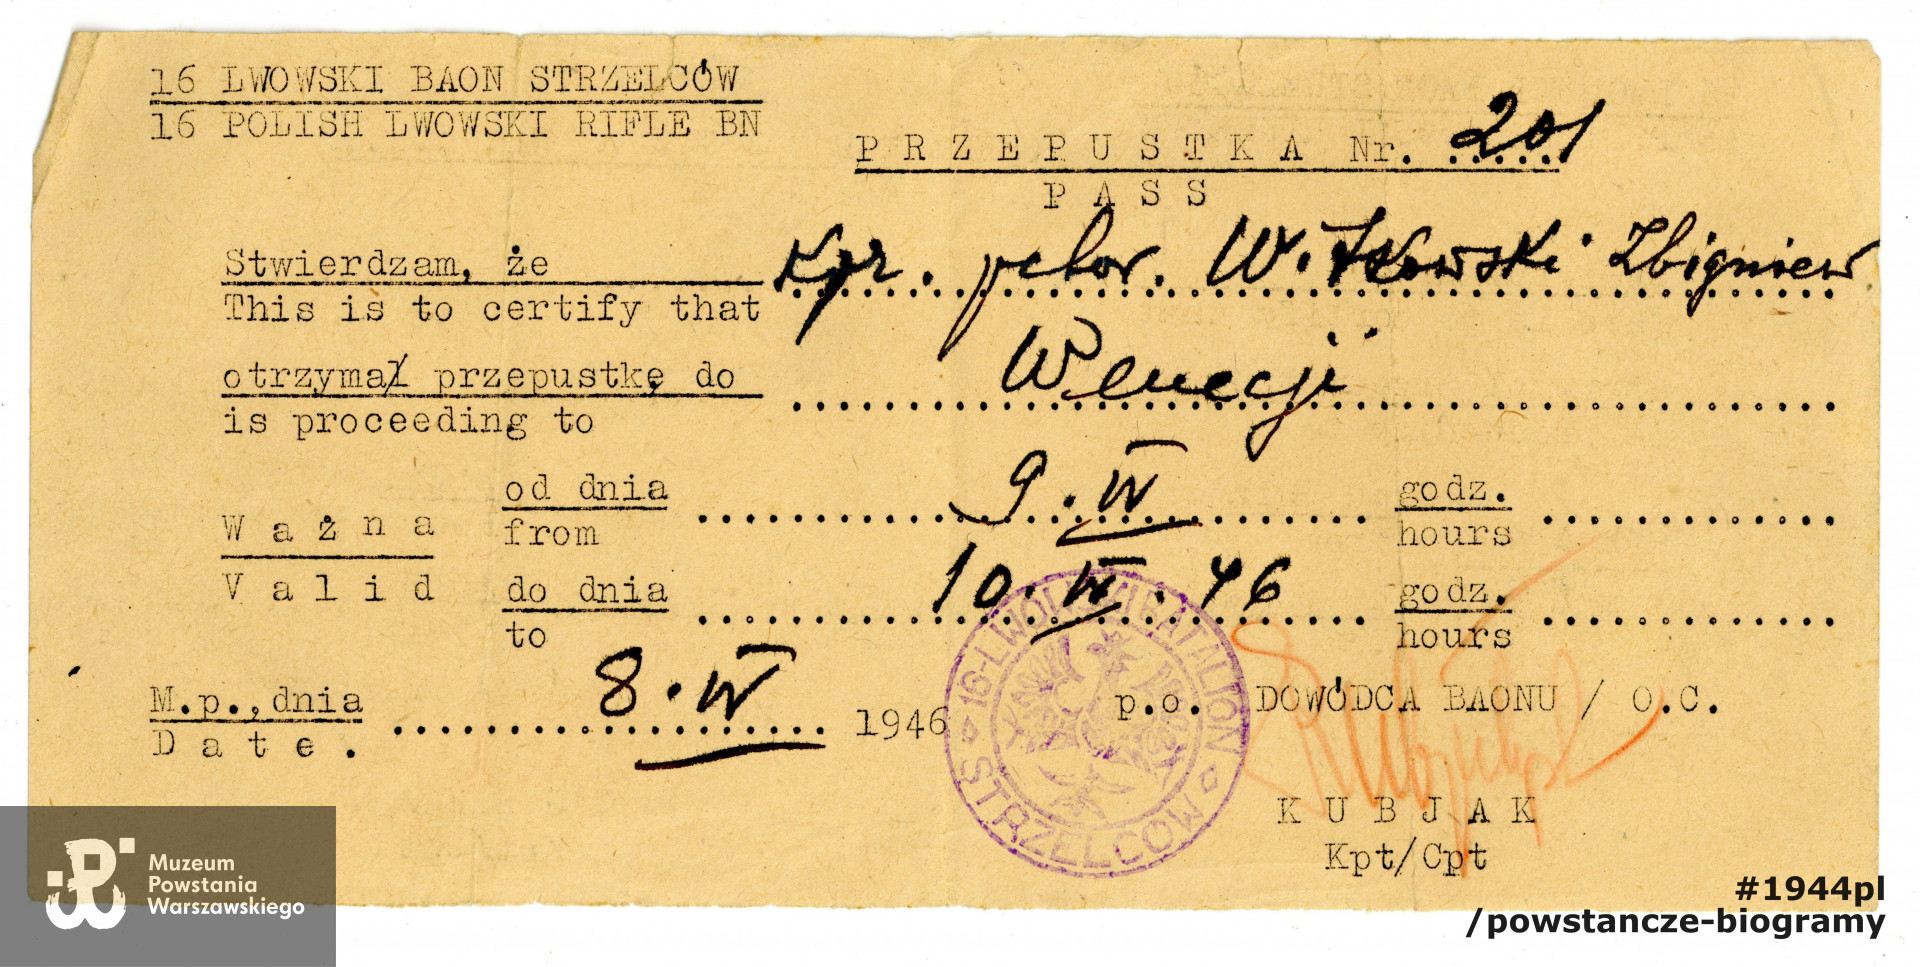 16 LWOWSKI BAON STRZELCÓW
16 POLISH LWOWSKI RIFLE BN
PRZEPUSTKA Nr. 201
PASS
Stwierdzam, że Kpr. pchor. Witkowski Zbigniew
This is to certify that
otrzymał przepustkę do Wenecji
is proceeding to
Ważna od dnia 9.IV godz.
from hours
Valid do dnia 10.IV.46 godz.
to hours
M.p., dnia 8.IV 1946
Date.
p.o. DOWÓDCA BAONU / O.C.
KUBJAK
Kpt/Cpt
16-LWOWSKI BATALION STRZELCÓW
Muzeum
Powstania
Warszawskiego
#1944pl
/powstancze-biogramy